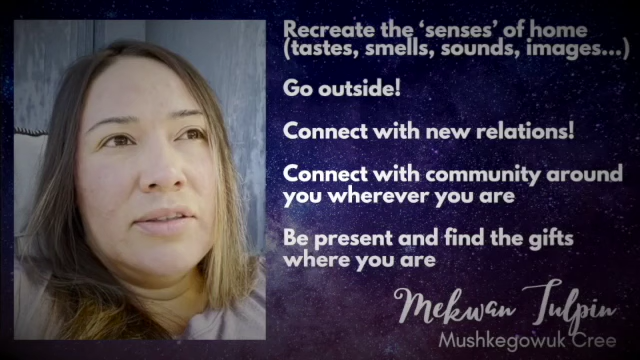 Recreate the ‘senses’ of home
(tastes, smells, sounds, images...)
Go outside!
Connect with new relations!
Connect with community around
you wherever you are
Be present and find the gifts
where you are
Mekwan Tulpin
Mushkegowuk Cree